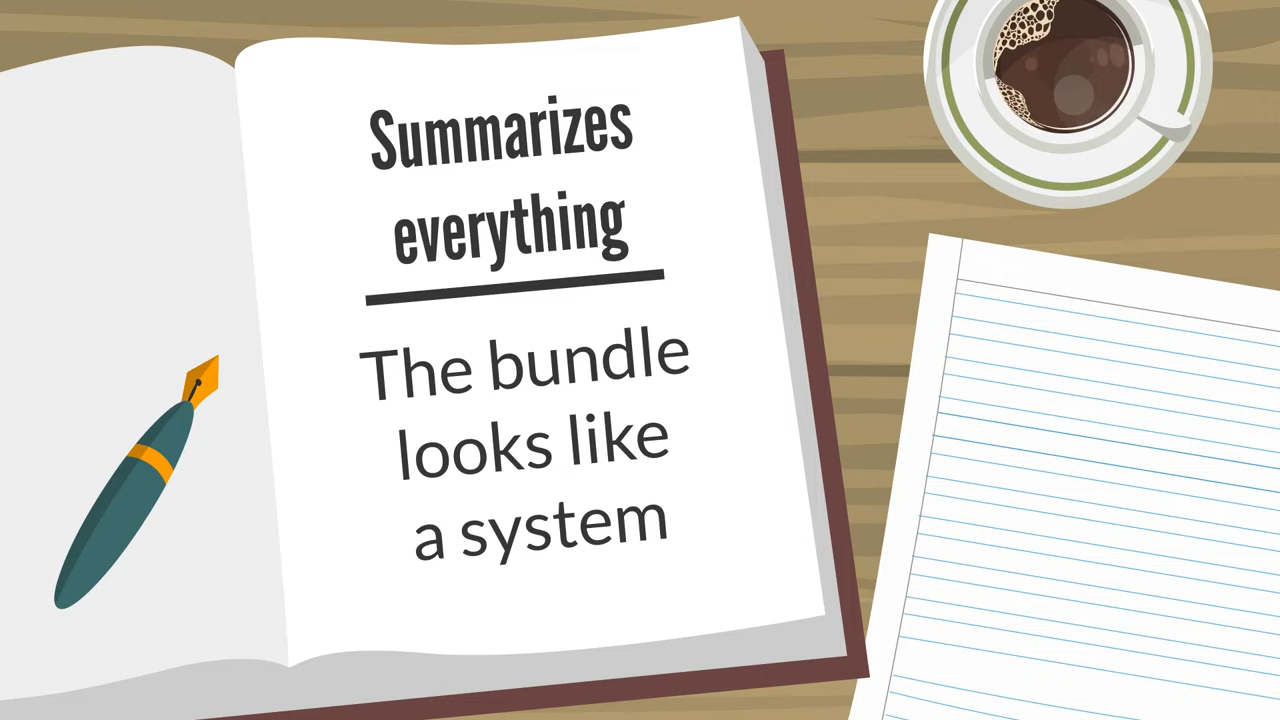 Summarizes
everything
The bundle
looks like
a system